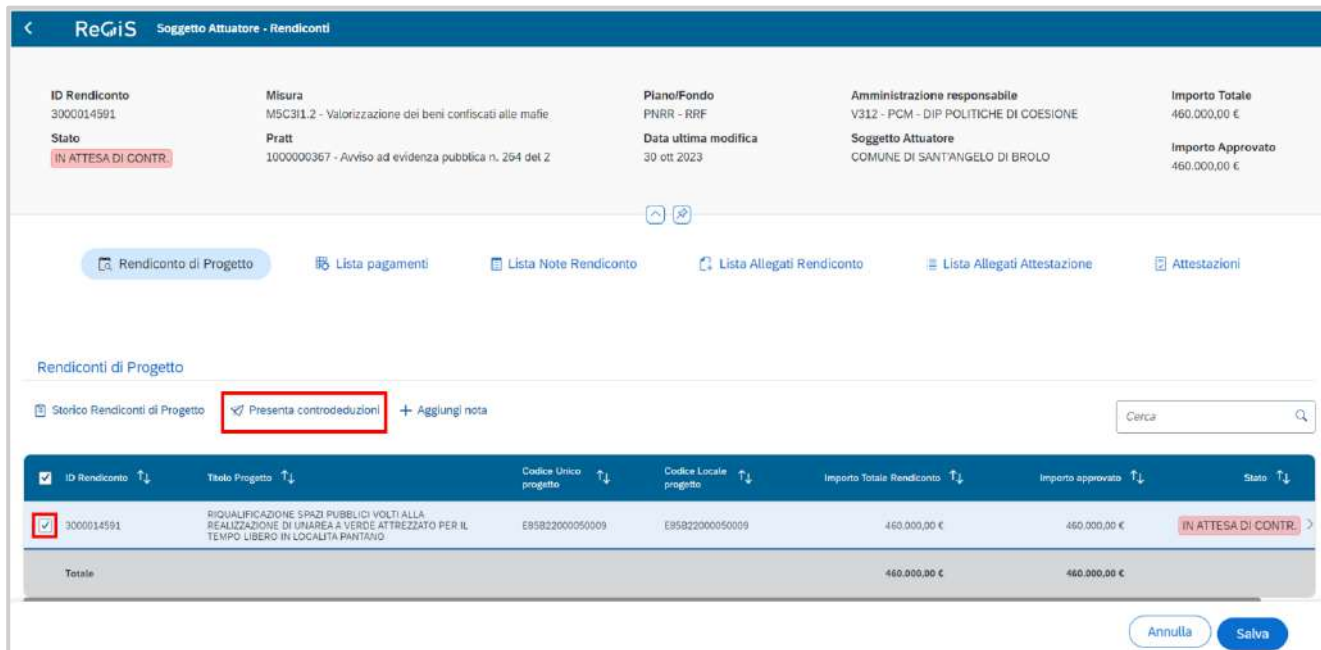 ReGiS Soggetto Attuatore - Rendiconti
ID Rendiconto Misura Piano/Fondo Amministrazione responsabile Importo Totale
3000014591 M5C3I1.2 - Valorizzazione dei beni confiscati alle mafie PNRR - RRF V312 - PCM - DIP POLITICHE DI COESIONE 460.000,00 €
Stato Pratt Data ultima modifica Soggetto Attuatore Importo Approvato
IN ATTESA DI CONTR. 1000000367 - Avviso ad evidenza pubblica n. 264 del 2 30 ott 2023 COMUNE DI SANT'ANGELO DI BROLO 460.000,00 €
Rendiconto di Progetto Lista pagamenti Lista Note Rendiconto Lista Allegati Rendiconto Lista Allegati Attestazione Attestazioni
Rendiconti di Progetto
Storico Rendiconti di Progetto Presenta controdeduzioni + Aggiungi nota Cerca
ID Rendiconto Titolo Progetto Codice Unico progetto Codice Locale progetto Importo Totale Rendiconto Importo approvato Stato
RIQUALIFICAZIONE SPAZI PUBBLICI VOLTI ALLA
3000014591 REALIZZAZIONE DI UNAREA A VERDE ATTREZZATO PER IL E85B22000050009 E85B22000050009 460.000,00 € 460.000,00 € IN ATTESA DI CONTR.
TEMPO LIBERO IN LOCALITA PANTANO
Totale 460.000,00 € 460.000,00 €
Annulla Salva